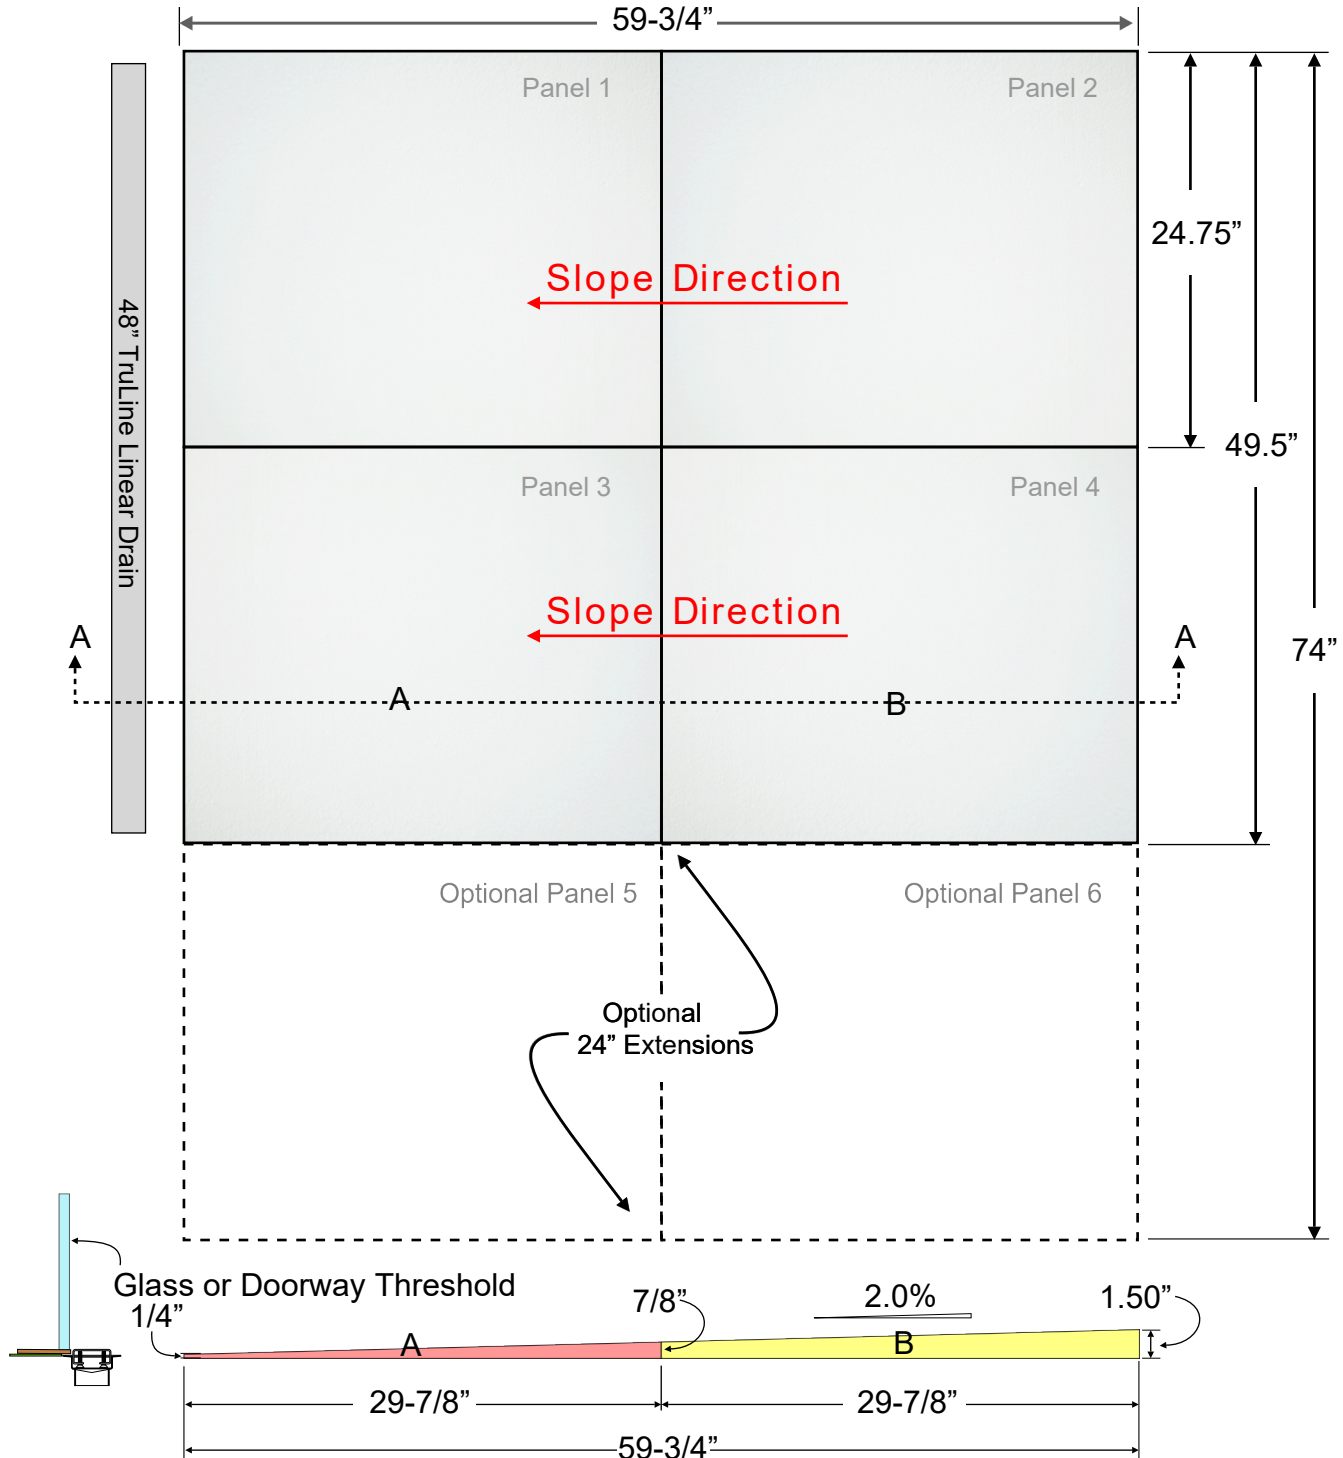 59-3/4”
Panel 1
Panel 2
24.75”
Slope Direction
48” TruLine Linear Drain
49.5”
Panel 3
Panel 4
Slope Direction
A
A
74”
A
B
Optional Panel 5
Optional Panel 6
Optional
24” Extensions
Glass or Doorway Threshold
1/4”
7/8”
2.0%
1.50”
A
B
29-7/8”
29-7/8”
59-3/4”